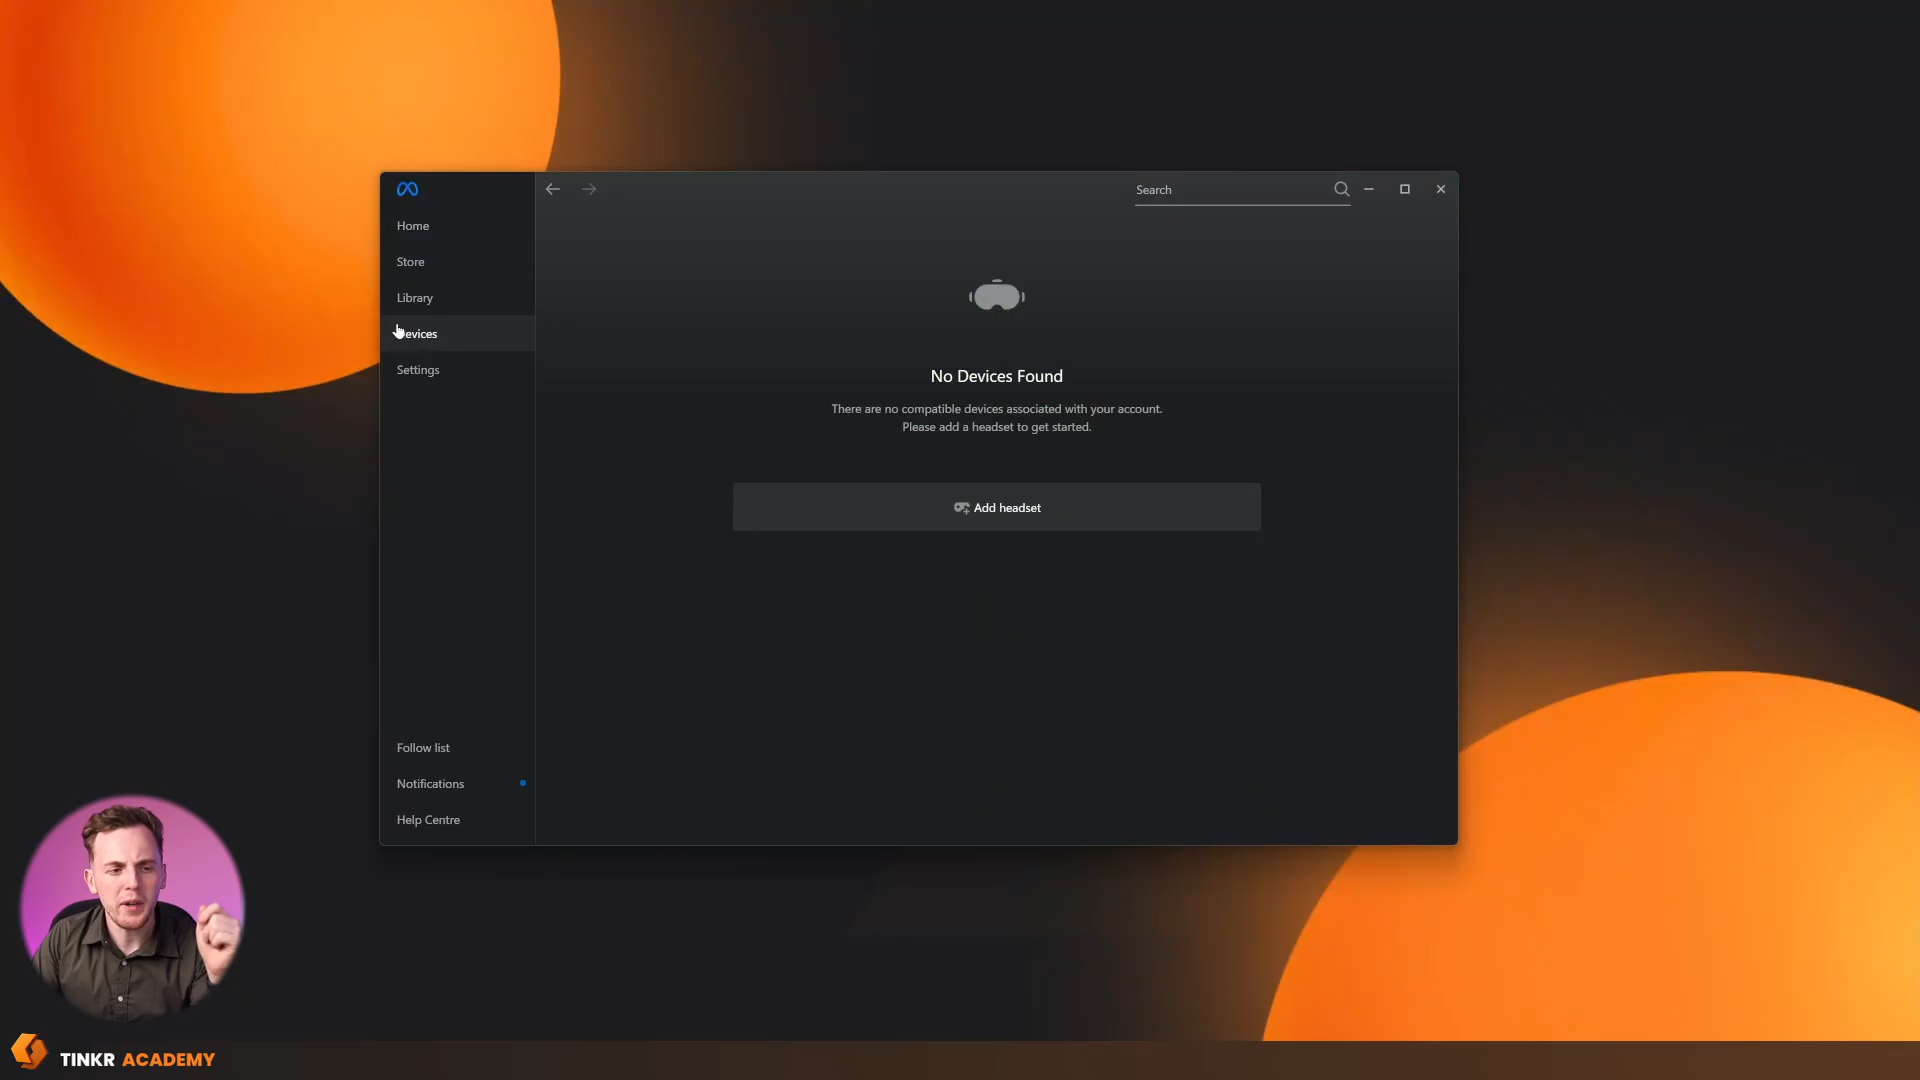 Search
Home
Store
Library
Devices
Settings
No Devices Found
There are no compatible devices associated with your account.
Please add a headset to get started.
Add headset
Follow list
Notifications
Help Centre
TINKR ACADEMY